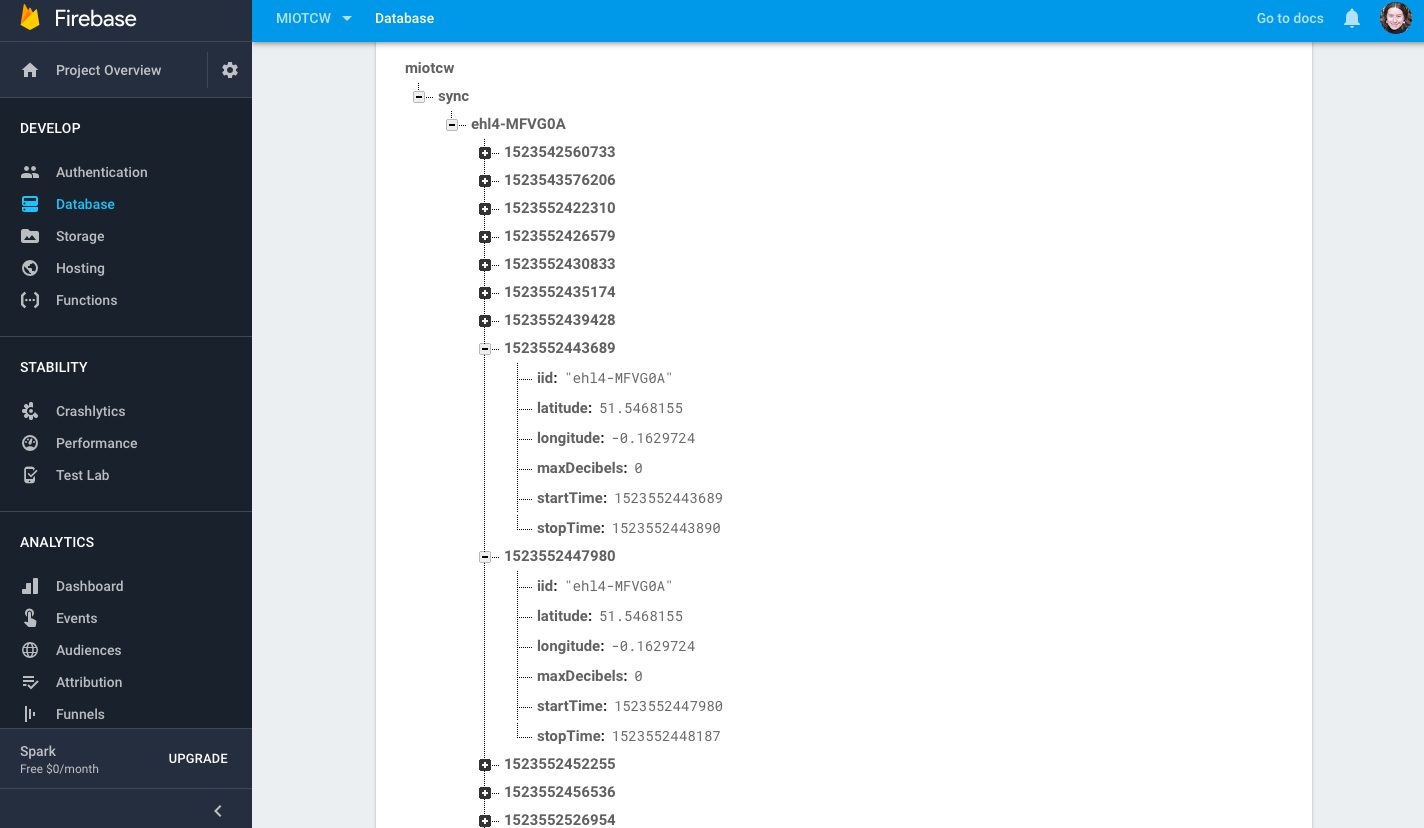 Firebase
MIOTCW
Database
Go to docs
Project Overview
DEVELOP
Authentication
Database
Storage
Hosting
Functions
STABILITY
Crashlytics
Performance
Test Lab
ANALYTICS
Dashboard
Events
Audiences
Attribution
Funnels
Spark
Free $0/month
UPGRADE
miotcw
sync
ehl4-MFVG0A
1523542560733
1523543576206
1523552422310
1523552426579
1523552430833
1523552435174
1523552439428
1523552443689
iid: "ehl4-MFVG0A"
latitude: 51.5468155
longitude: -0.1629724
maxDecibels: 0
startTime: 1523552443689
stopTime: 1523552443890
1523552447980
iid: "ehl4-MFVG0A"
latitude: 51.5468155
longitude: -0.1629724
maxDecibels: 0
startTime: 1523552447980
stopTime: 1523552448187
1523552452255
1523552456536
1523552526954